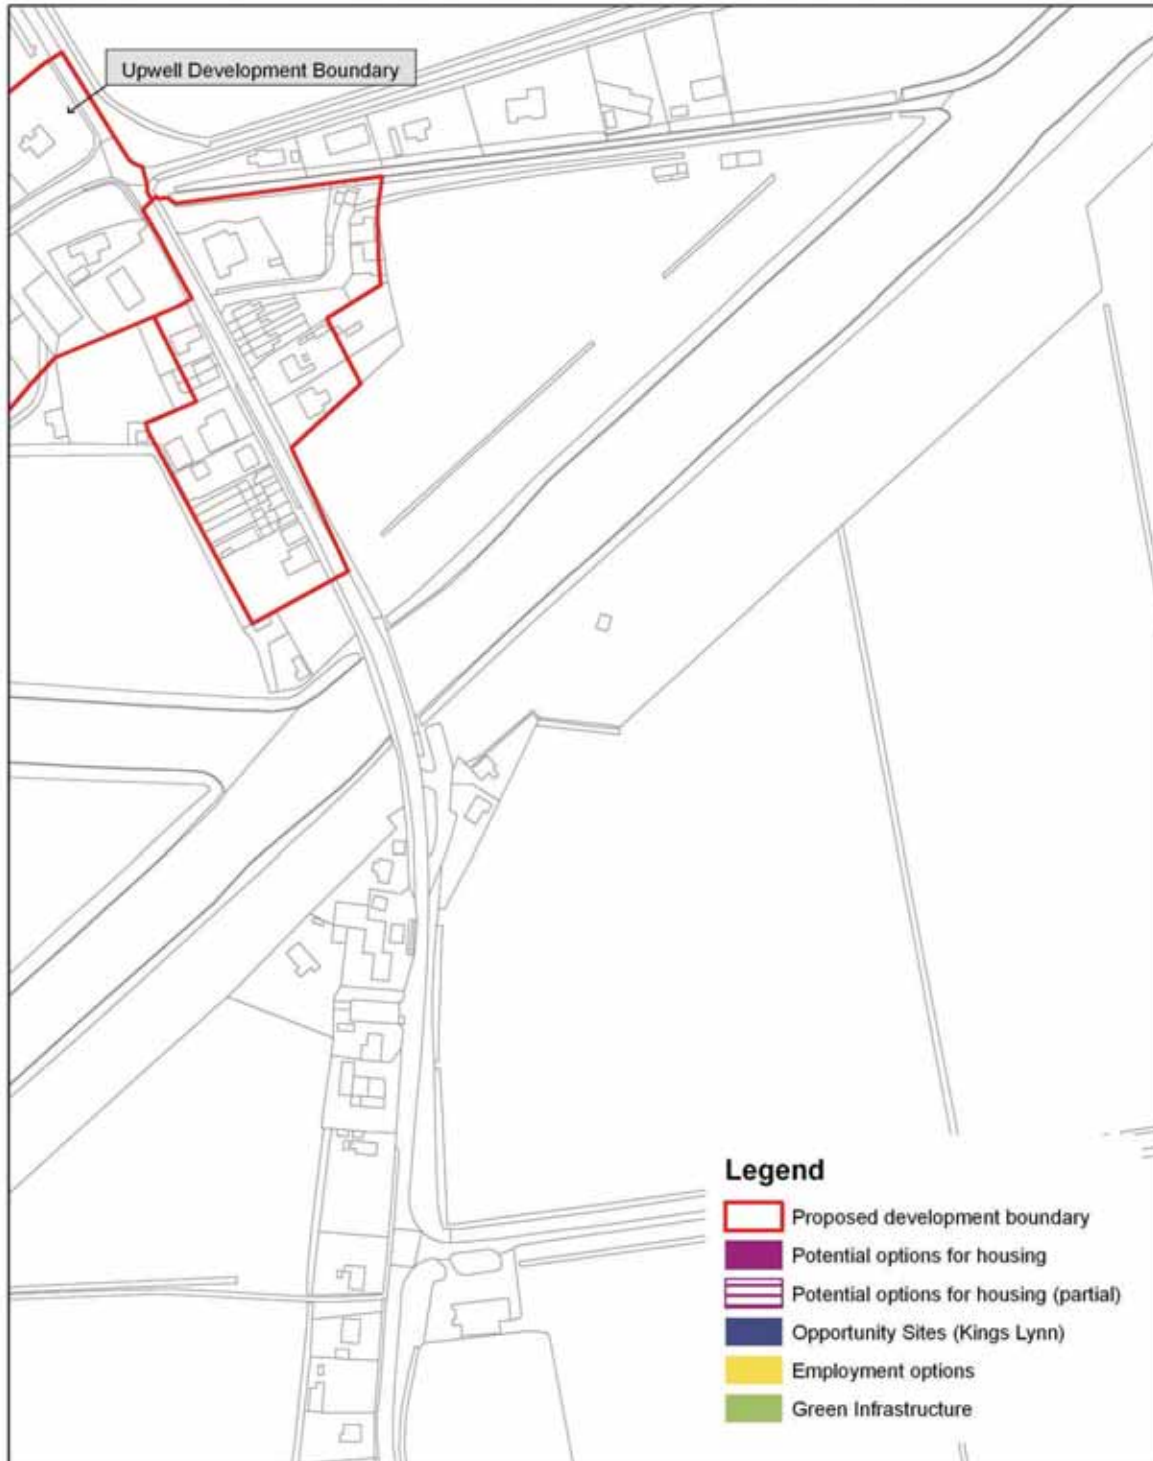 Upwell Development Boundary
Legend
Proposed development boundary
Potential options for housing
Potential options for housing (partial)
Opportunity Sites (Kings Lynn)
Employment options
Green Infrastructure